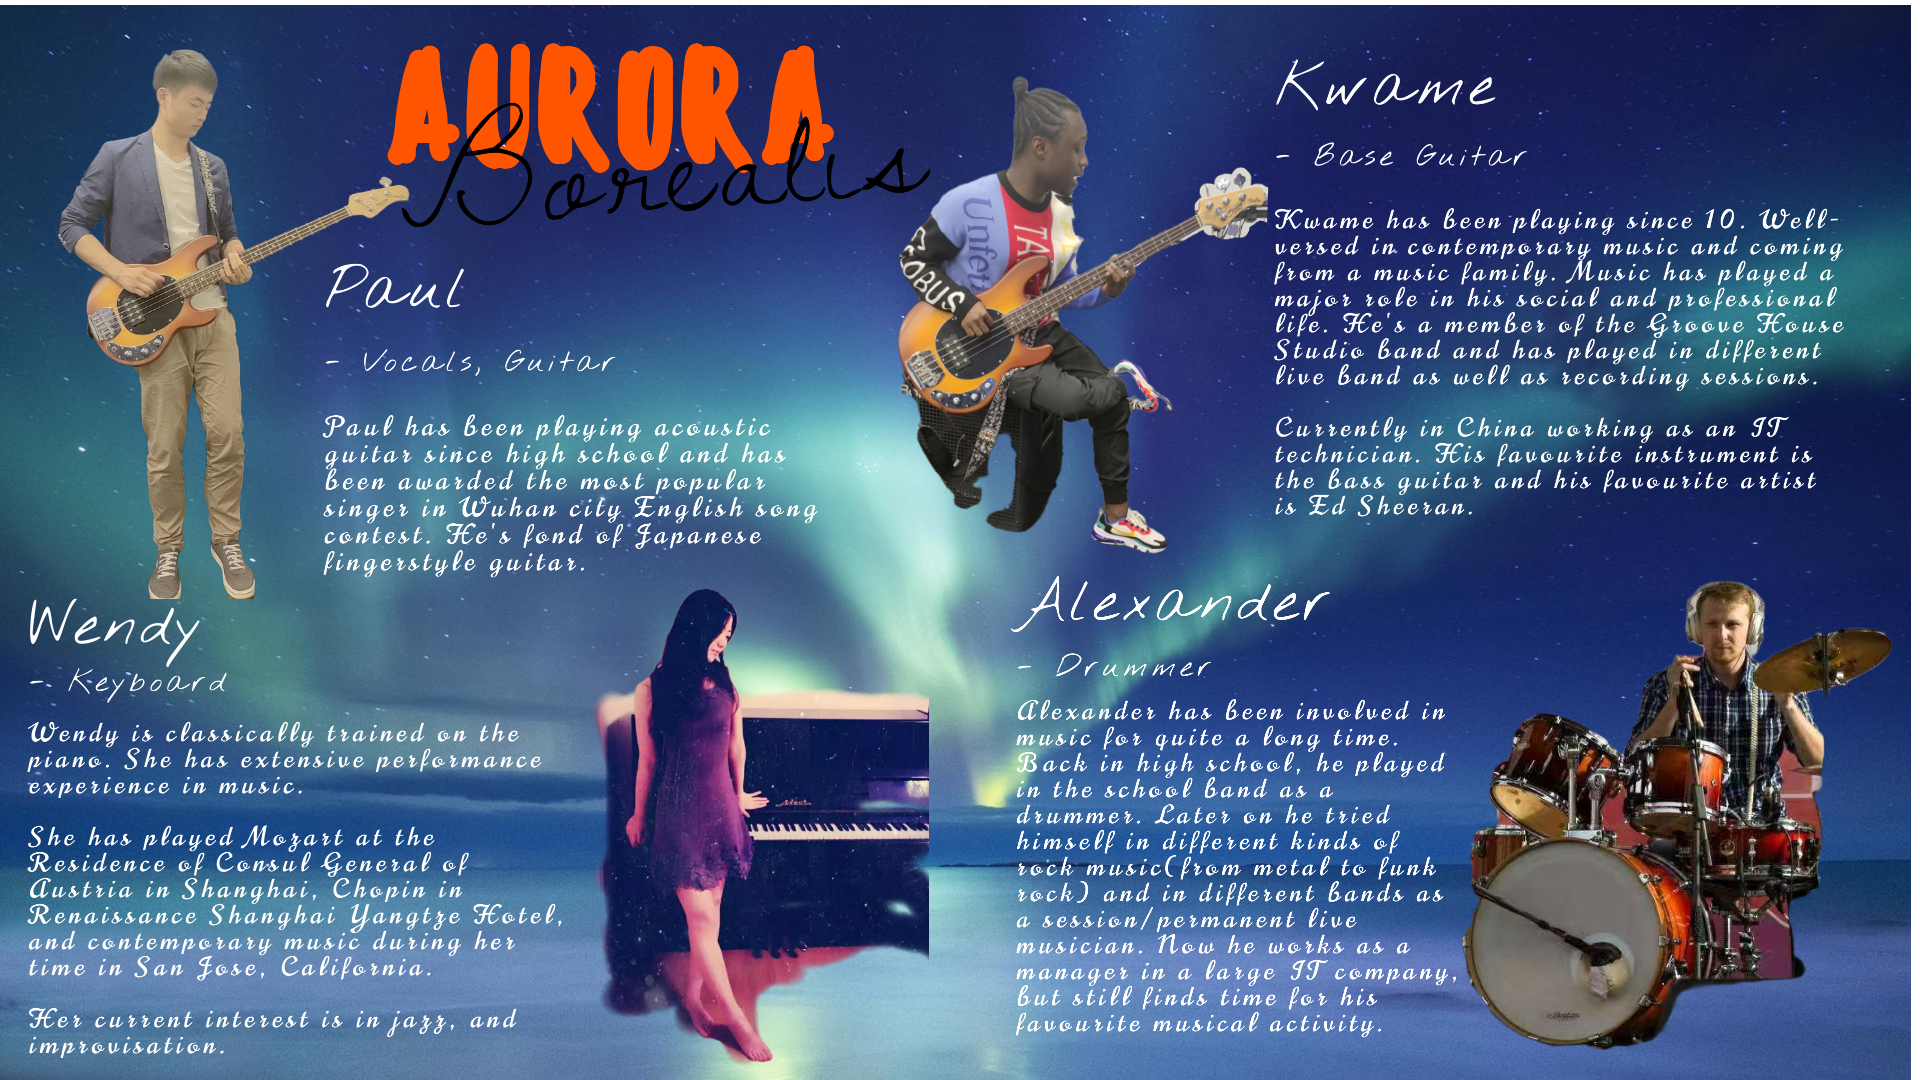 AURORA
Borealis
Paul
- Vocals, Guitar
Paul has been playing acoustic
guitar since high school and has
been awarded the most popular
singer in Wuhan city English song
contest. He's fond of Japanese
fingerstyle guitar.
Kwame
- Base Guitar
Kwame has been playing since 10. Well-
versed in contemporary music and coming
from a music family. Music has played a
major role in his social and professional
life. He's a member of the Groove House
Studio band and has played in different
live band as well as recording sessions.
Currently in China working as an IT
technician. His favourite instrument is
the bass guitar and his favourite artist
is Ed Sheeran.
Wendy
- Keyboard
Wendy is classically trained on the
piano. She has extensive performance
experience in music.
She has played Mozart at the
Residence of Consul General of
Austria in Shanghai, Chopin in
Renaissance Shanghai Yangtze Hotel,
and contemporary music during her
time in San Jose, California.
Her current interest is in jazz, and
improvisation.
Alexander
- Drummer
Alexander has been involved in
music for quite a long time.
Back in high school, he played
in the school band as a
drummer. Later on he tried
himself in different kinds of
rock music(from metal to funk
rock) and in different bands as
a session/permanent live
musician. Now he works as a
manager in a large IT company,
but still finds time for his
favourite musical activity.
Unfett
TAC
OBUS